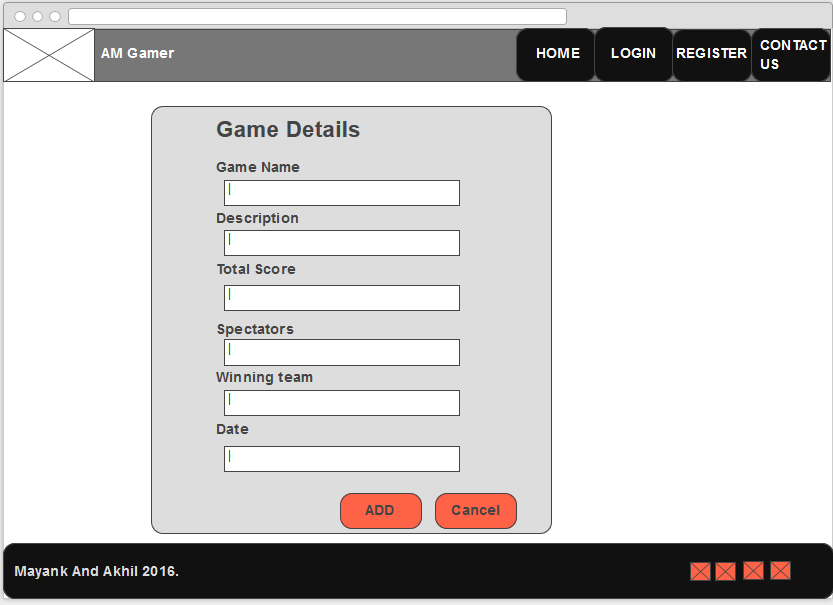 AM Gamer
HOME
LOGIN
REGISTER
CONTACT
US
Game Details
Game Name
Description
Total Score
Spectators
Winning team
Date
ADD
Cancel
Mayank And Akhil 2016.